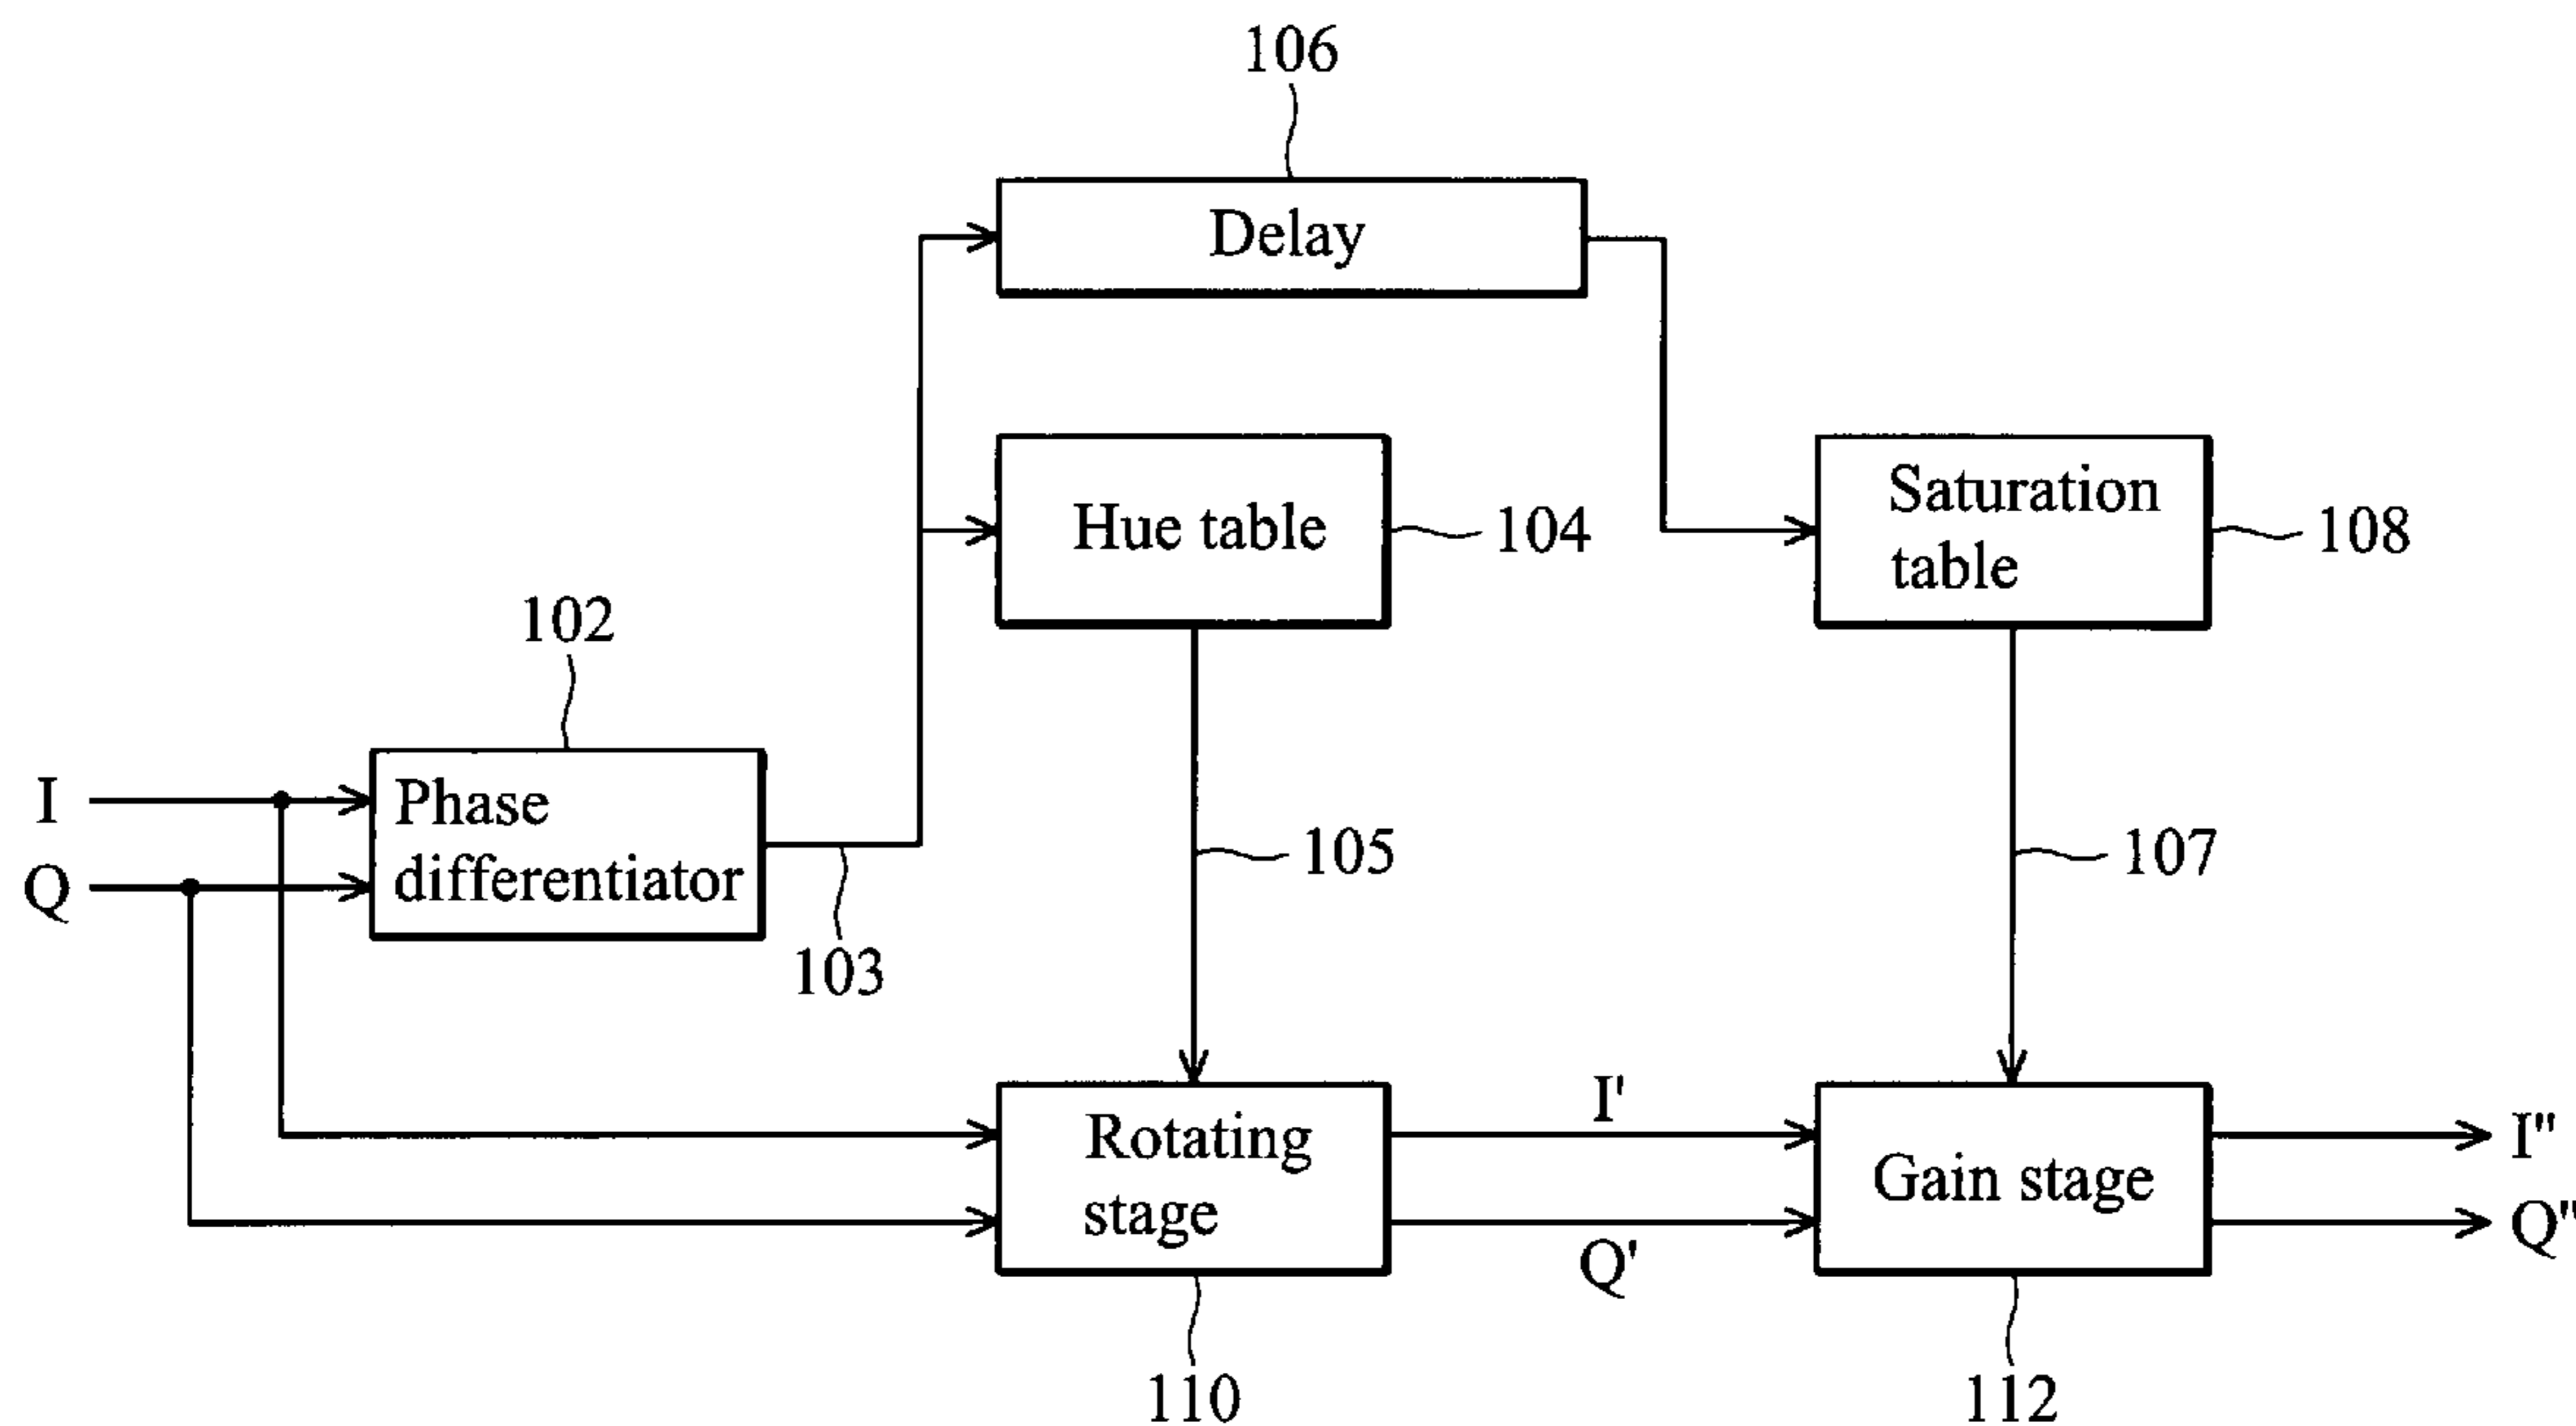 106
Delay
Hue table
104
Saturation
table
108
102
I
Q
Phase
differentiator
103
105
107
Rotating
stage
I'
Q'
Gain stage
I"
Q"
110
112